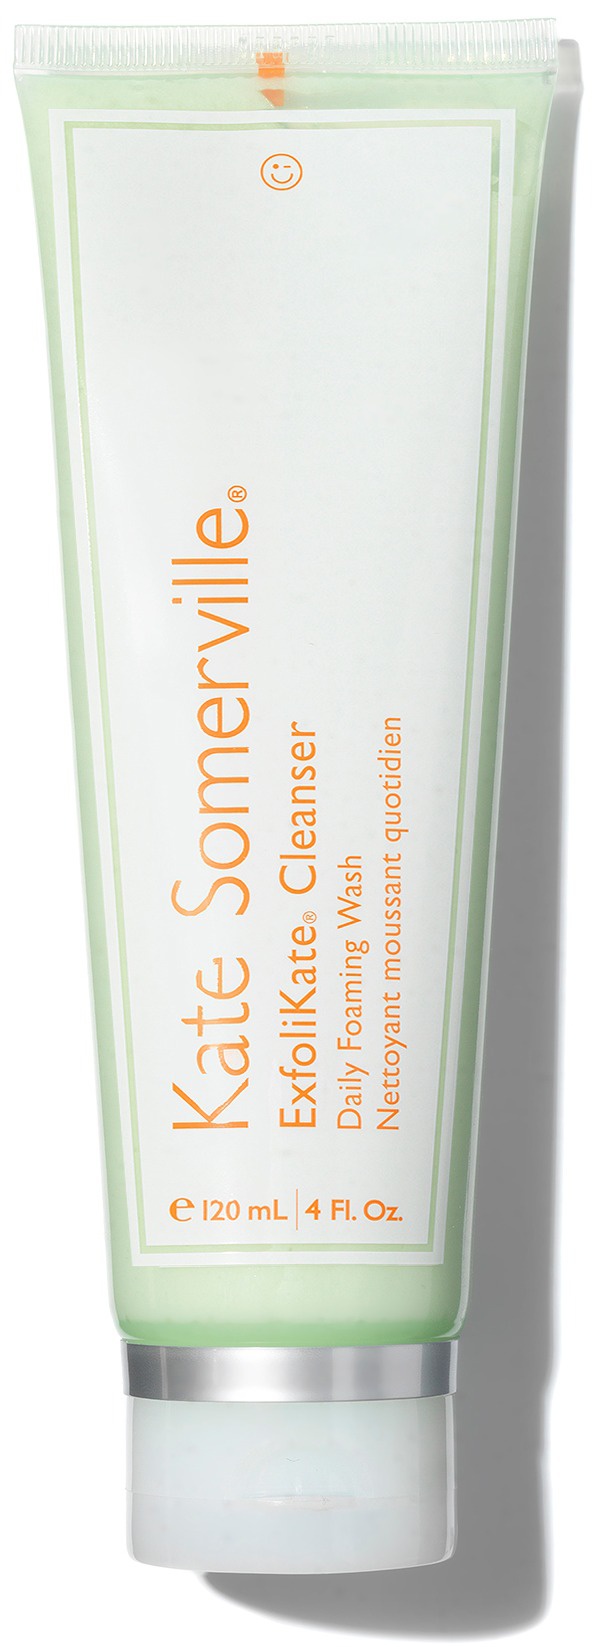 Kate Somerville®
ExfoliKate® Cleanser
Daily Foaming Wash
Nettoyant moussant quotidien
℮ 120 mL | 4 Fl. Oz.